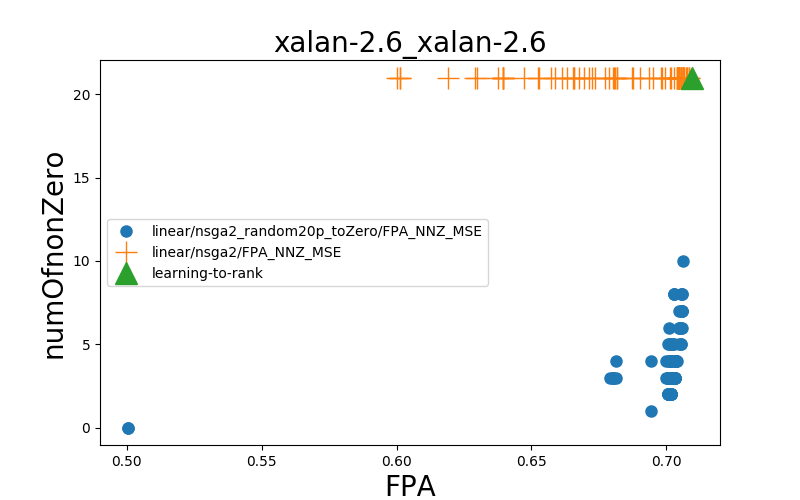 xalan-2.6_xalan-2.6
numOfnonZero
20
15
10
5
0
linear/nsga2_random20p_toZero/FPA_NNZ_MSE
linear/nsga2/FPA_NNZ_MSE
learning-to-rank
0.50 0.55 0.60 0.65 0.70
FPA